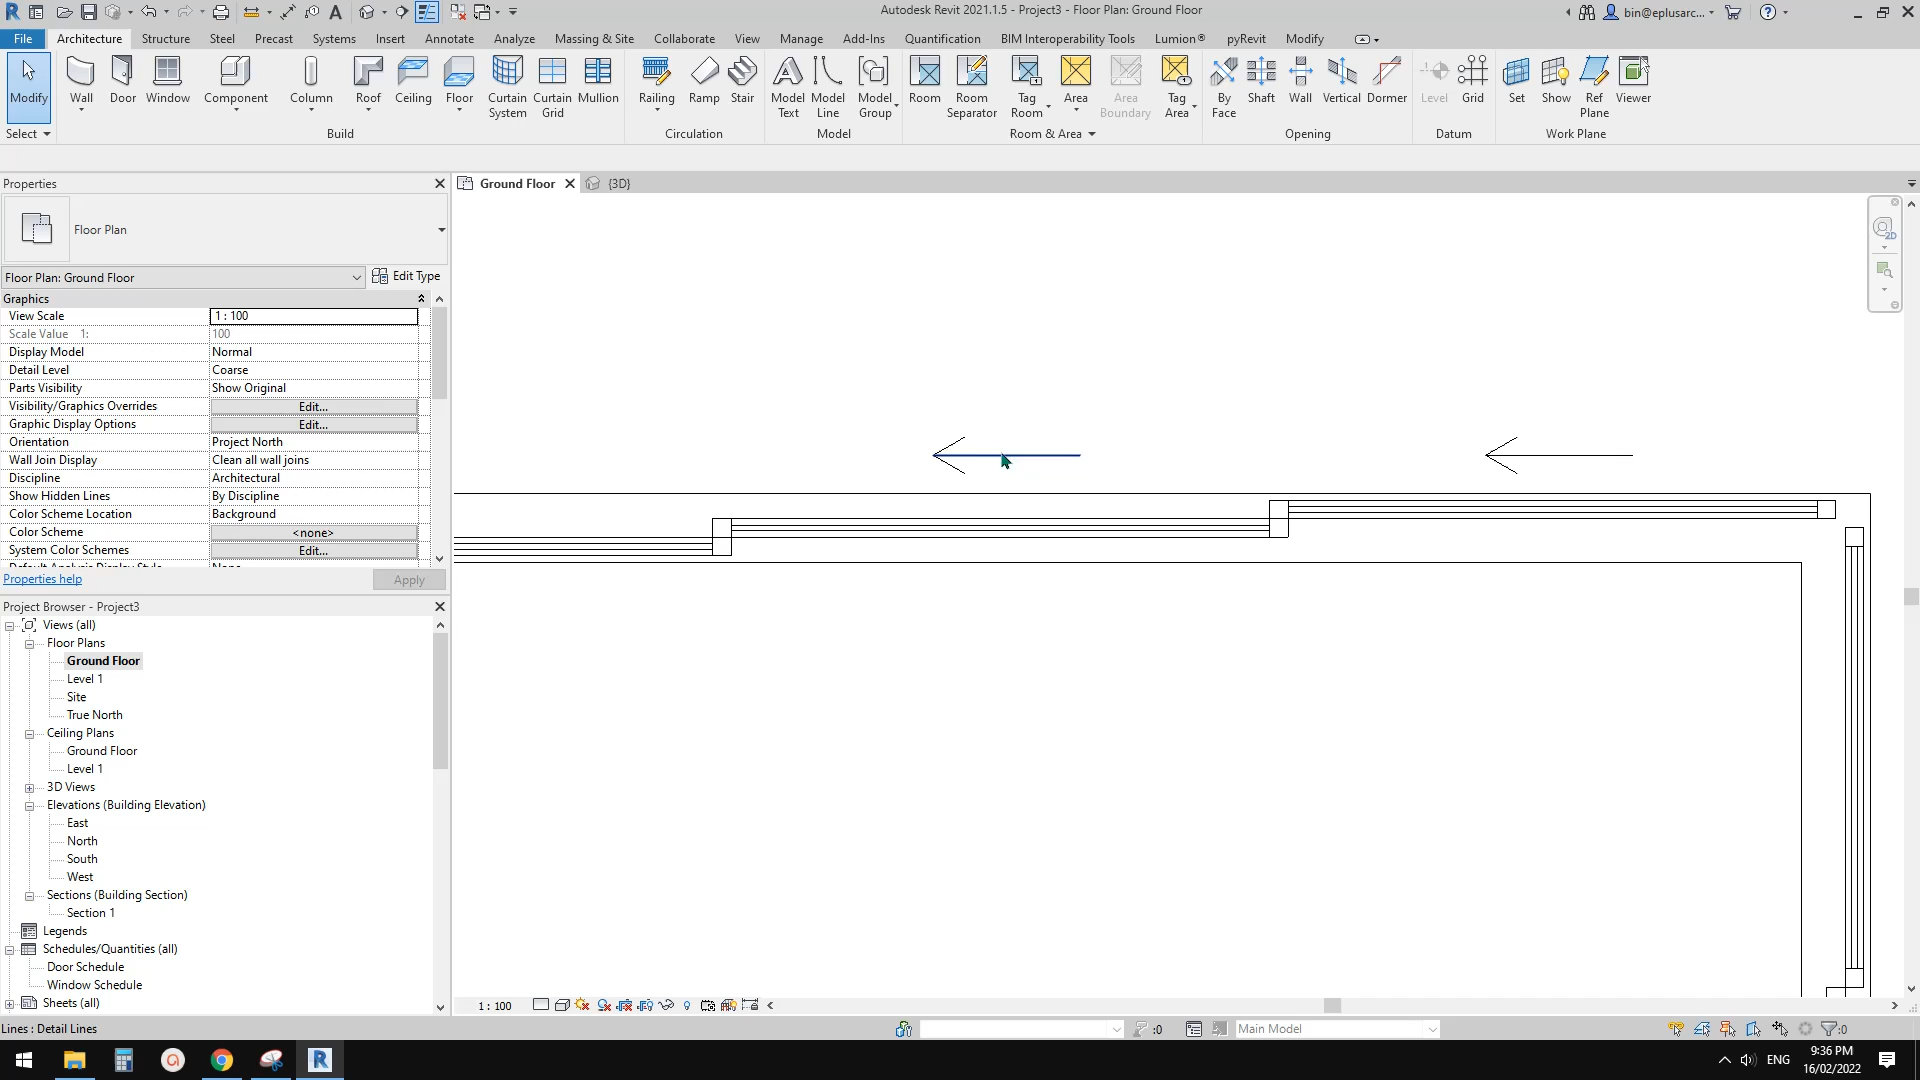 Autodesk Revit 2021.1.5 - Project3 - Floor Plan: Ground Floor
bin@eplusarc...
File Architecture Structure Steel Precast Systems Insert Annotate Analyze Massing & Site Collaborate View Manage Add-Ins Quantification BIM Interoperability Tools Lumion® pyRevit Modify
Modify Wall Door Window Component Column Roof Ceiling Floor Curtain System Curtain Grid Mullion Railing Ramp Stair Model Text Model Line Model Group Room Room Separator Tag Room Area Area Boundary Tag Area By Face Shaft Wall Vertical Dormer Level Grid Set Show Ref Plane Viewer
Select Build Circulation Model Room & Area Opening Datum Work Plane
Properties
Ground Floor {3D}
Floor Plan
Floor Plan: Ground Floor Edit Type
Graphics
View Scale 1 : 100
Scale Value 1: 100
Display Model Normal
Detail Level Coarse
Parts Visibility Show Original
Visibility/Graphics Overrides Edit...
Graphic Display Options Edit...
Orientation Project North
Wall Join Display Clean all wall joins
Discipline Architectural
Show Hidden Lines By Discipline
Color Scheme Location Background
Color Scheme <none>
System Color Schemes Edit...
Properties help Apply
Project Browser - Project3
Views (all)
Floor Plans
Ground Floor
Level 1
Site
True North
Ceiling Plans
Ground Floor
Level 1
3D Views
Elevations (Building Elevation)
East
North
South
West
Sections (Building Section)
Section 1
Legends
Schedules/Quantities (all)
Door Schedule
Window Schedule
Sheets (all)
1 : 100
Lines : Detail Lines
:0
Main Model
:0
ENG
9:36 PM
16/02/2022